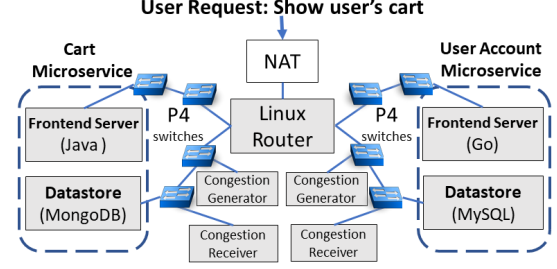 User Request: Show user's cart
Cart
Microservice
NAT
User Account
Microservice
P4
switches
Linux
Router
P4
switches
Frontend Server
(Java )
Frontend Server
(Go)
Datastore
(MongoDB)
Congestion
Generator
Congestion
Generator
Datastore
(MySQL)
Congestion
Receiver
Congestion
Receiver